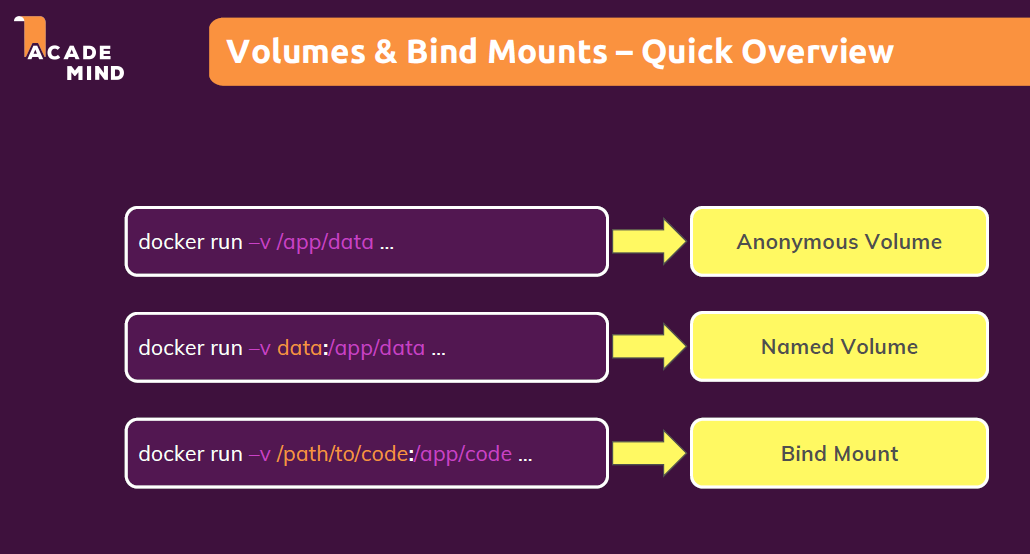 ACADE
MIND
Volumes & Bind Mounts – Quick Overview
docker run –v /app/data ...
Anonymous Volume
docker run –v data:/app/data ...
Named Volume
docker run –v /path/to/code:/app/code ...
Bind Mount